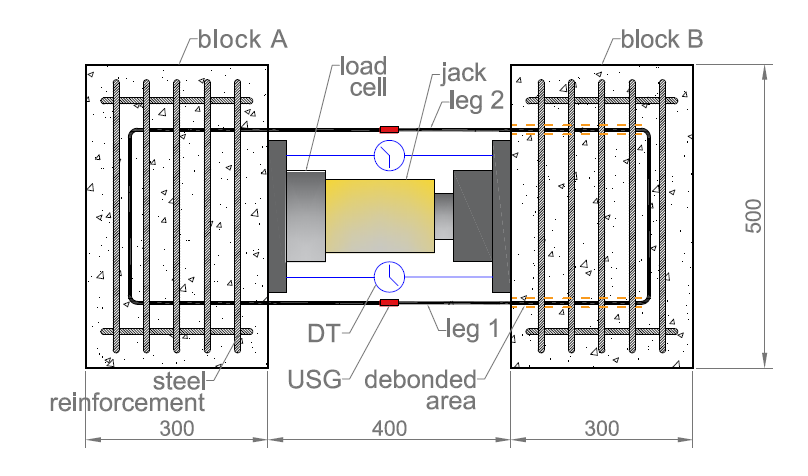 block A
block B
load
cell
jack
leg 2
500
DT
USG
leg 1
debonded
area
steel
reinforcement
300
400
300